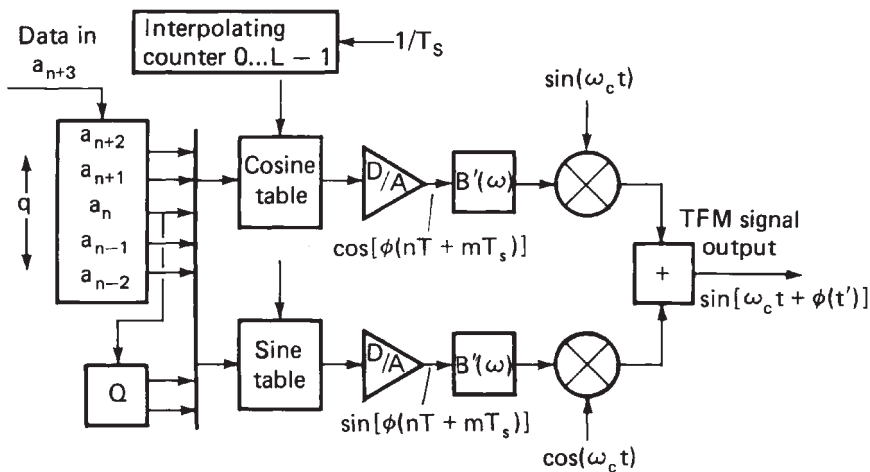 Data in
a_{n+3}
Interpolating
counter 0...L − 1
1/T_s
a_{n+2}
a_{n+1}
a_n
a_{n−1}
a_{n−2}
q
Q
Cosine
table
D/A
B'(ω)
cos[ϕ(nT + mT_s)]
sin(ω_c t)
Sine
table
D/A
B'(ω)
sin[ϕ(nT + mT_s)]
cos(ω_c t)
+
TFM signal
output
sin[ω_c t + ϕ(t')]